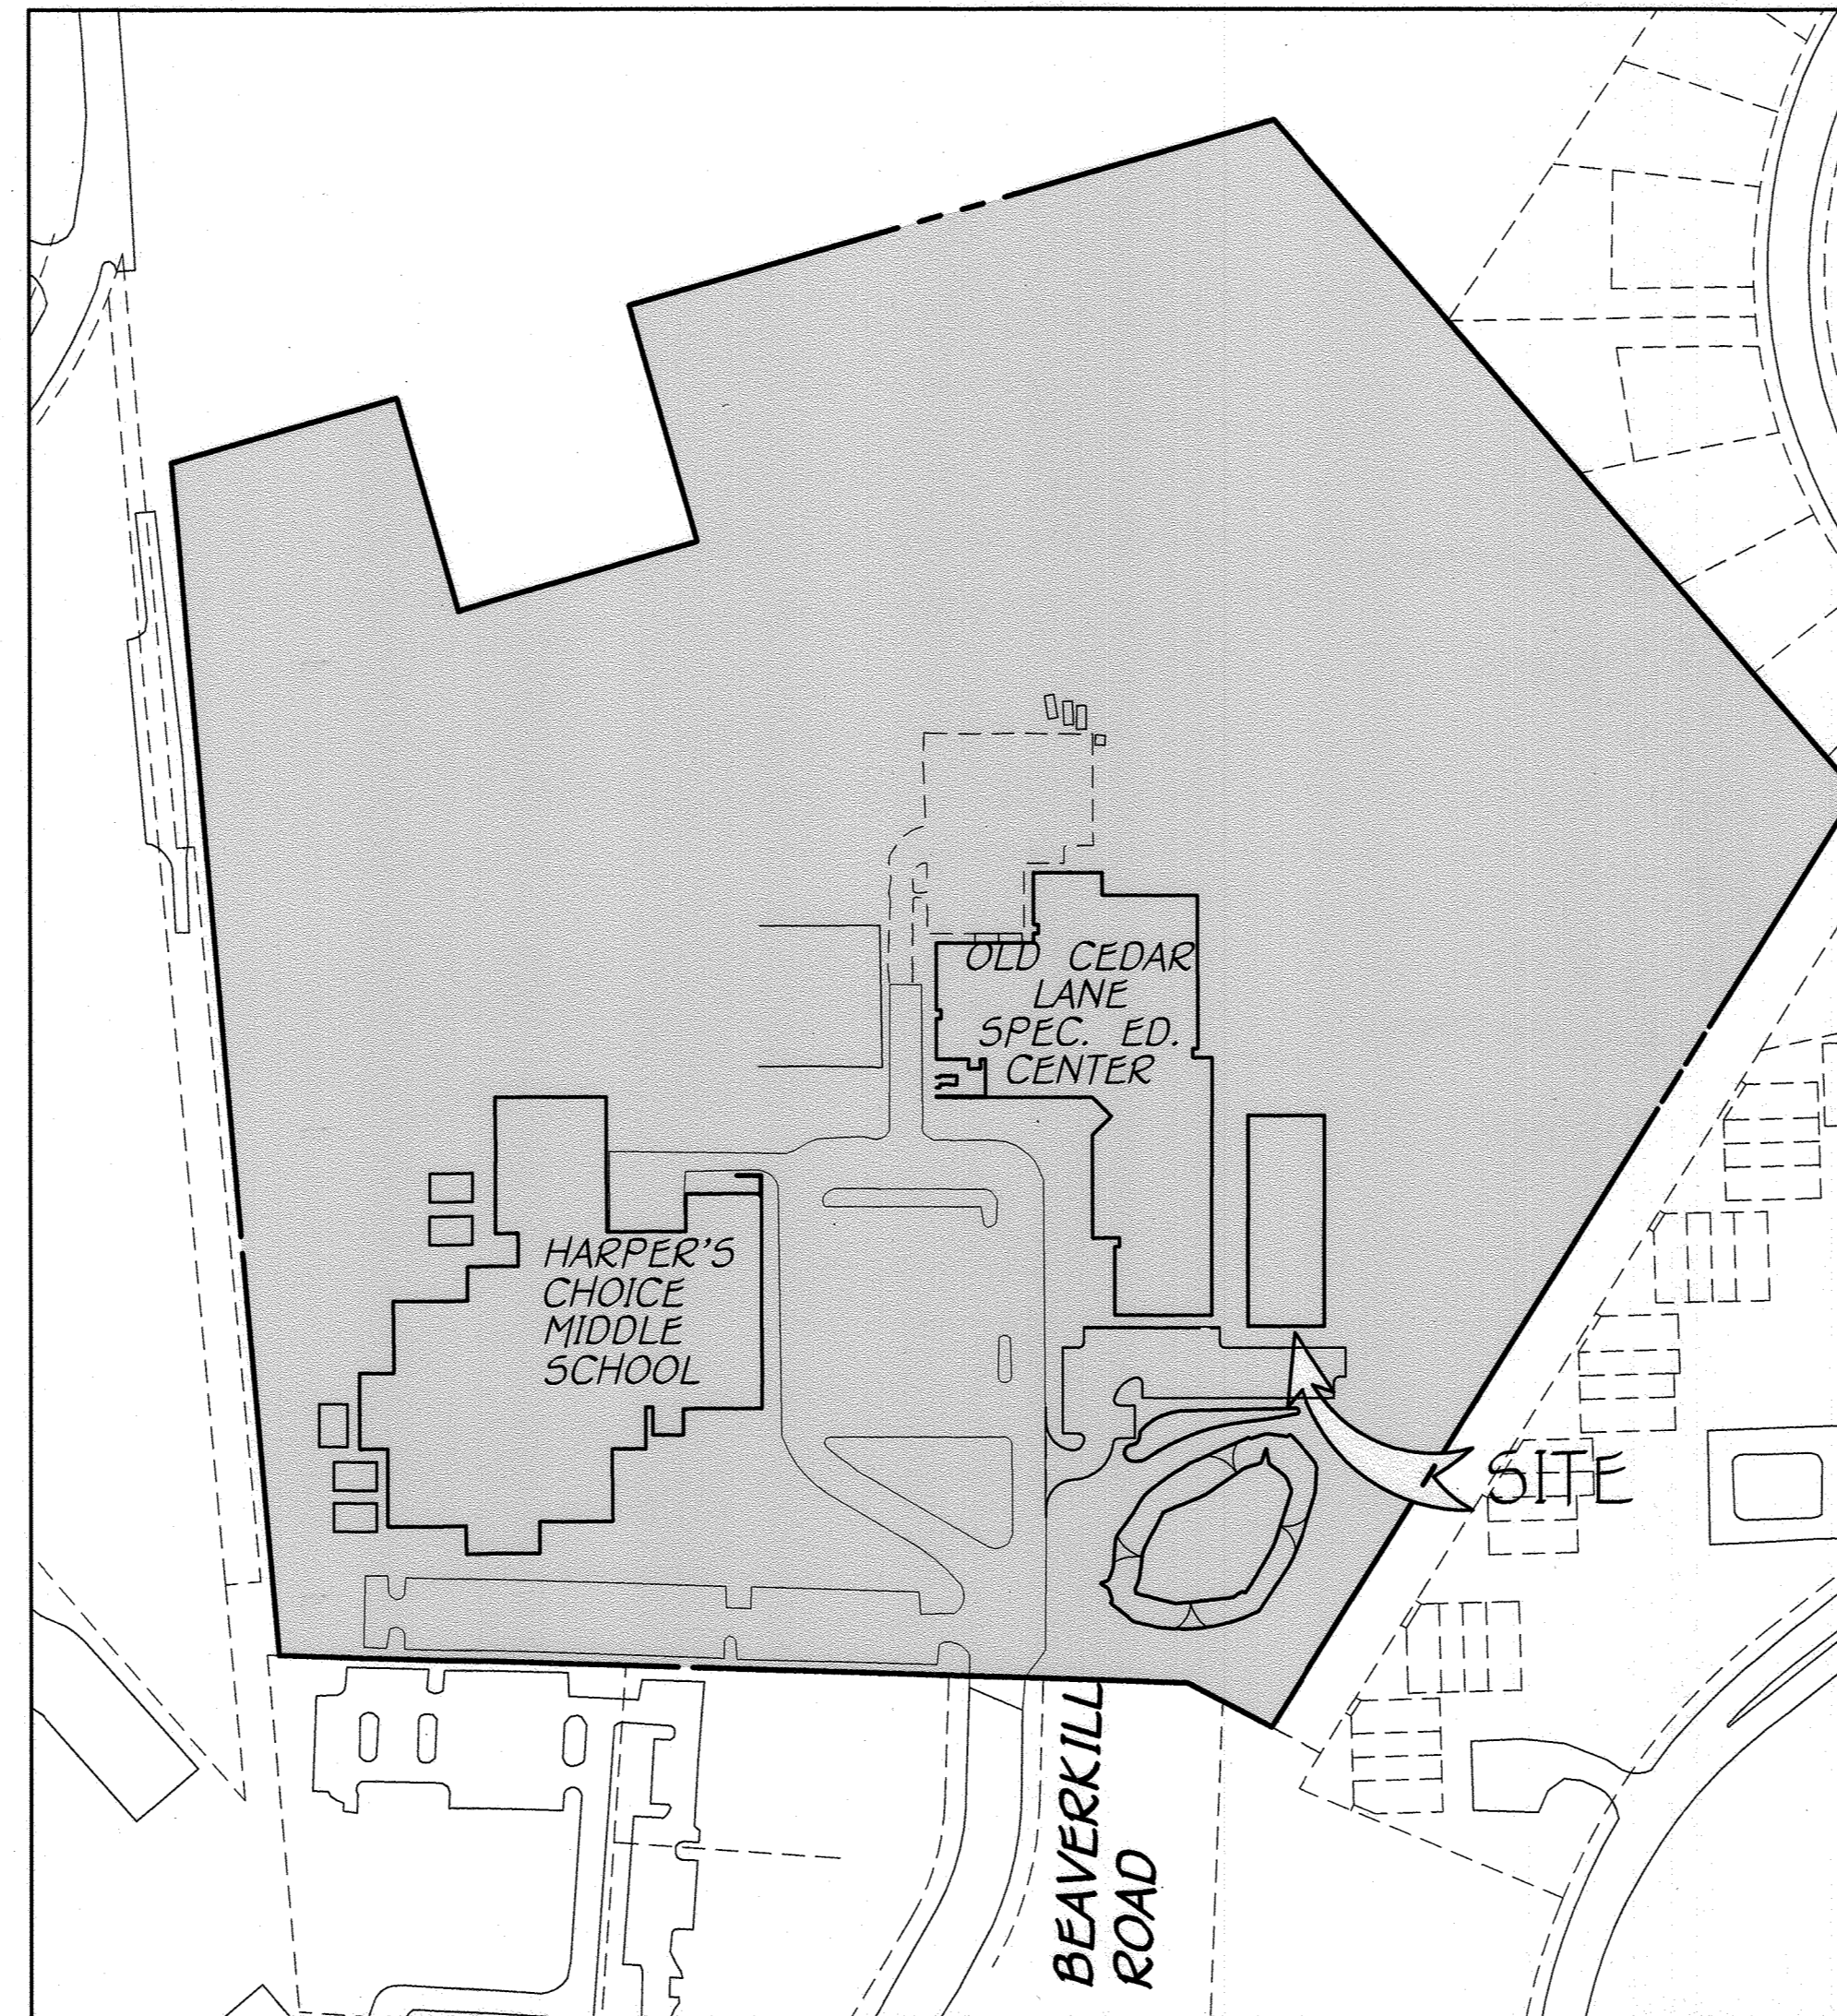 OLD CEDAR
LANE
SPEC. ED.
CENTER
HARPER'S
CHOICE
MIDDLE
SCHOOL
SITE
BEAVERKILL
ROAD